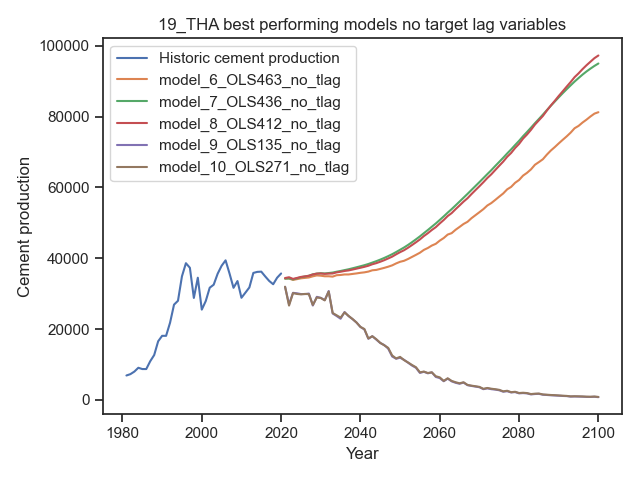 19_THA best performing models no target lag variables
Historic cement production
model_6_OLS463_no_tlag
model_7_OLS436_no_tlag
model_8_OLS412_no_tlag
model_9_OLS135_no_tlag
model_10_OLS271_no_tlag
Cement production
100000
80000
60000
40000
20000
0
1980 2000 2020 2040 2060 2080 2100
Year